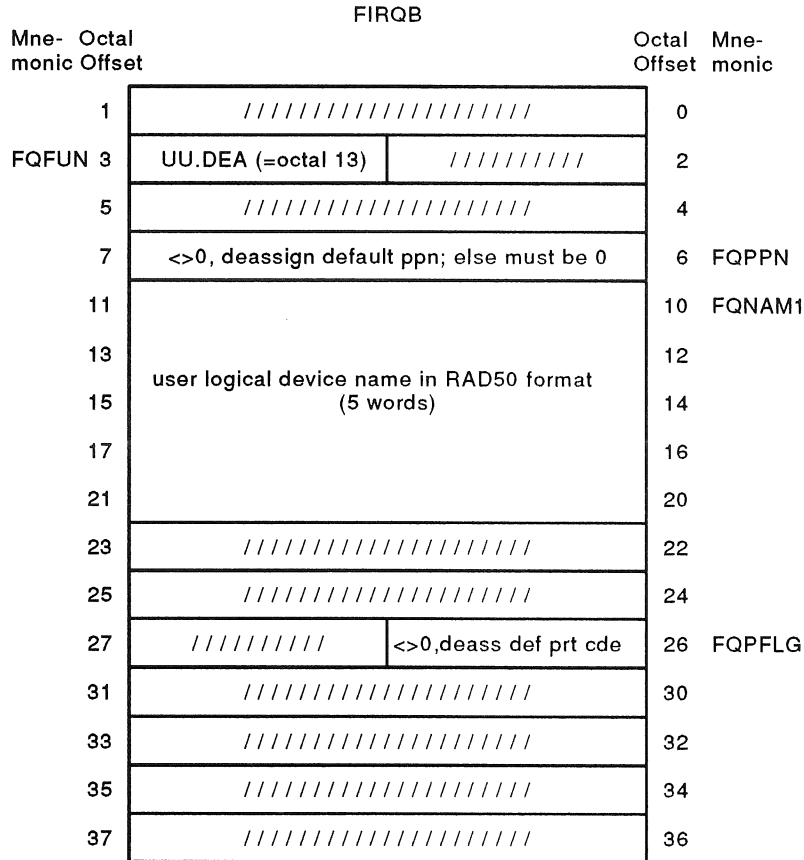 FIRQB
Mne- Octal Octal Mne-
monic Offset Offset monic
1 / / / / / / / / / / / / / / / / / / / / / 0
FQFUN 3 UU.DEA (=octal 13) / / / / / / / / / / 2
5 / / / / / / / / / / / / / / / / / / / / / 4
7 <>0, deassign default ppn; else must be 0 6 FQPPN
11 10 FQNAM1
13 12
user logical device name in RAD50 format
15 (5 words) 14
17 16
21 20
23 / / / / / / / / / / / / / / / / / / / / / 22
25 / / / / / / / / / / / / / / / / / / / / / 24
27 / / / / / / / / / / <>0,deass def prt cde 26 FQPFLG
31 / / / / / / / / / / / / / / / / / / / / / 30
33 / / / / / / / / / / / / / / / / / / / / / 32
35 / / / / / / / / / / / / / / / / / / / / / 34
37 / / / / / / / / / / / / / / / / / / / / / 36